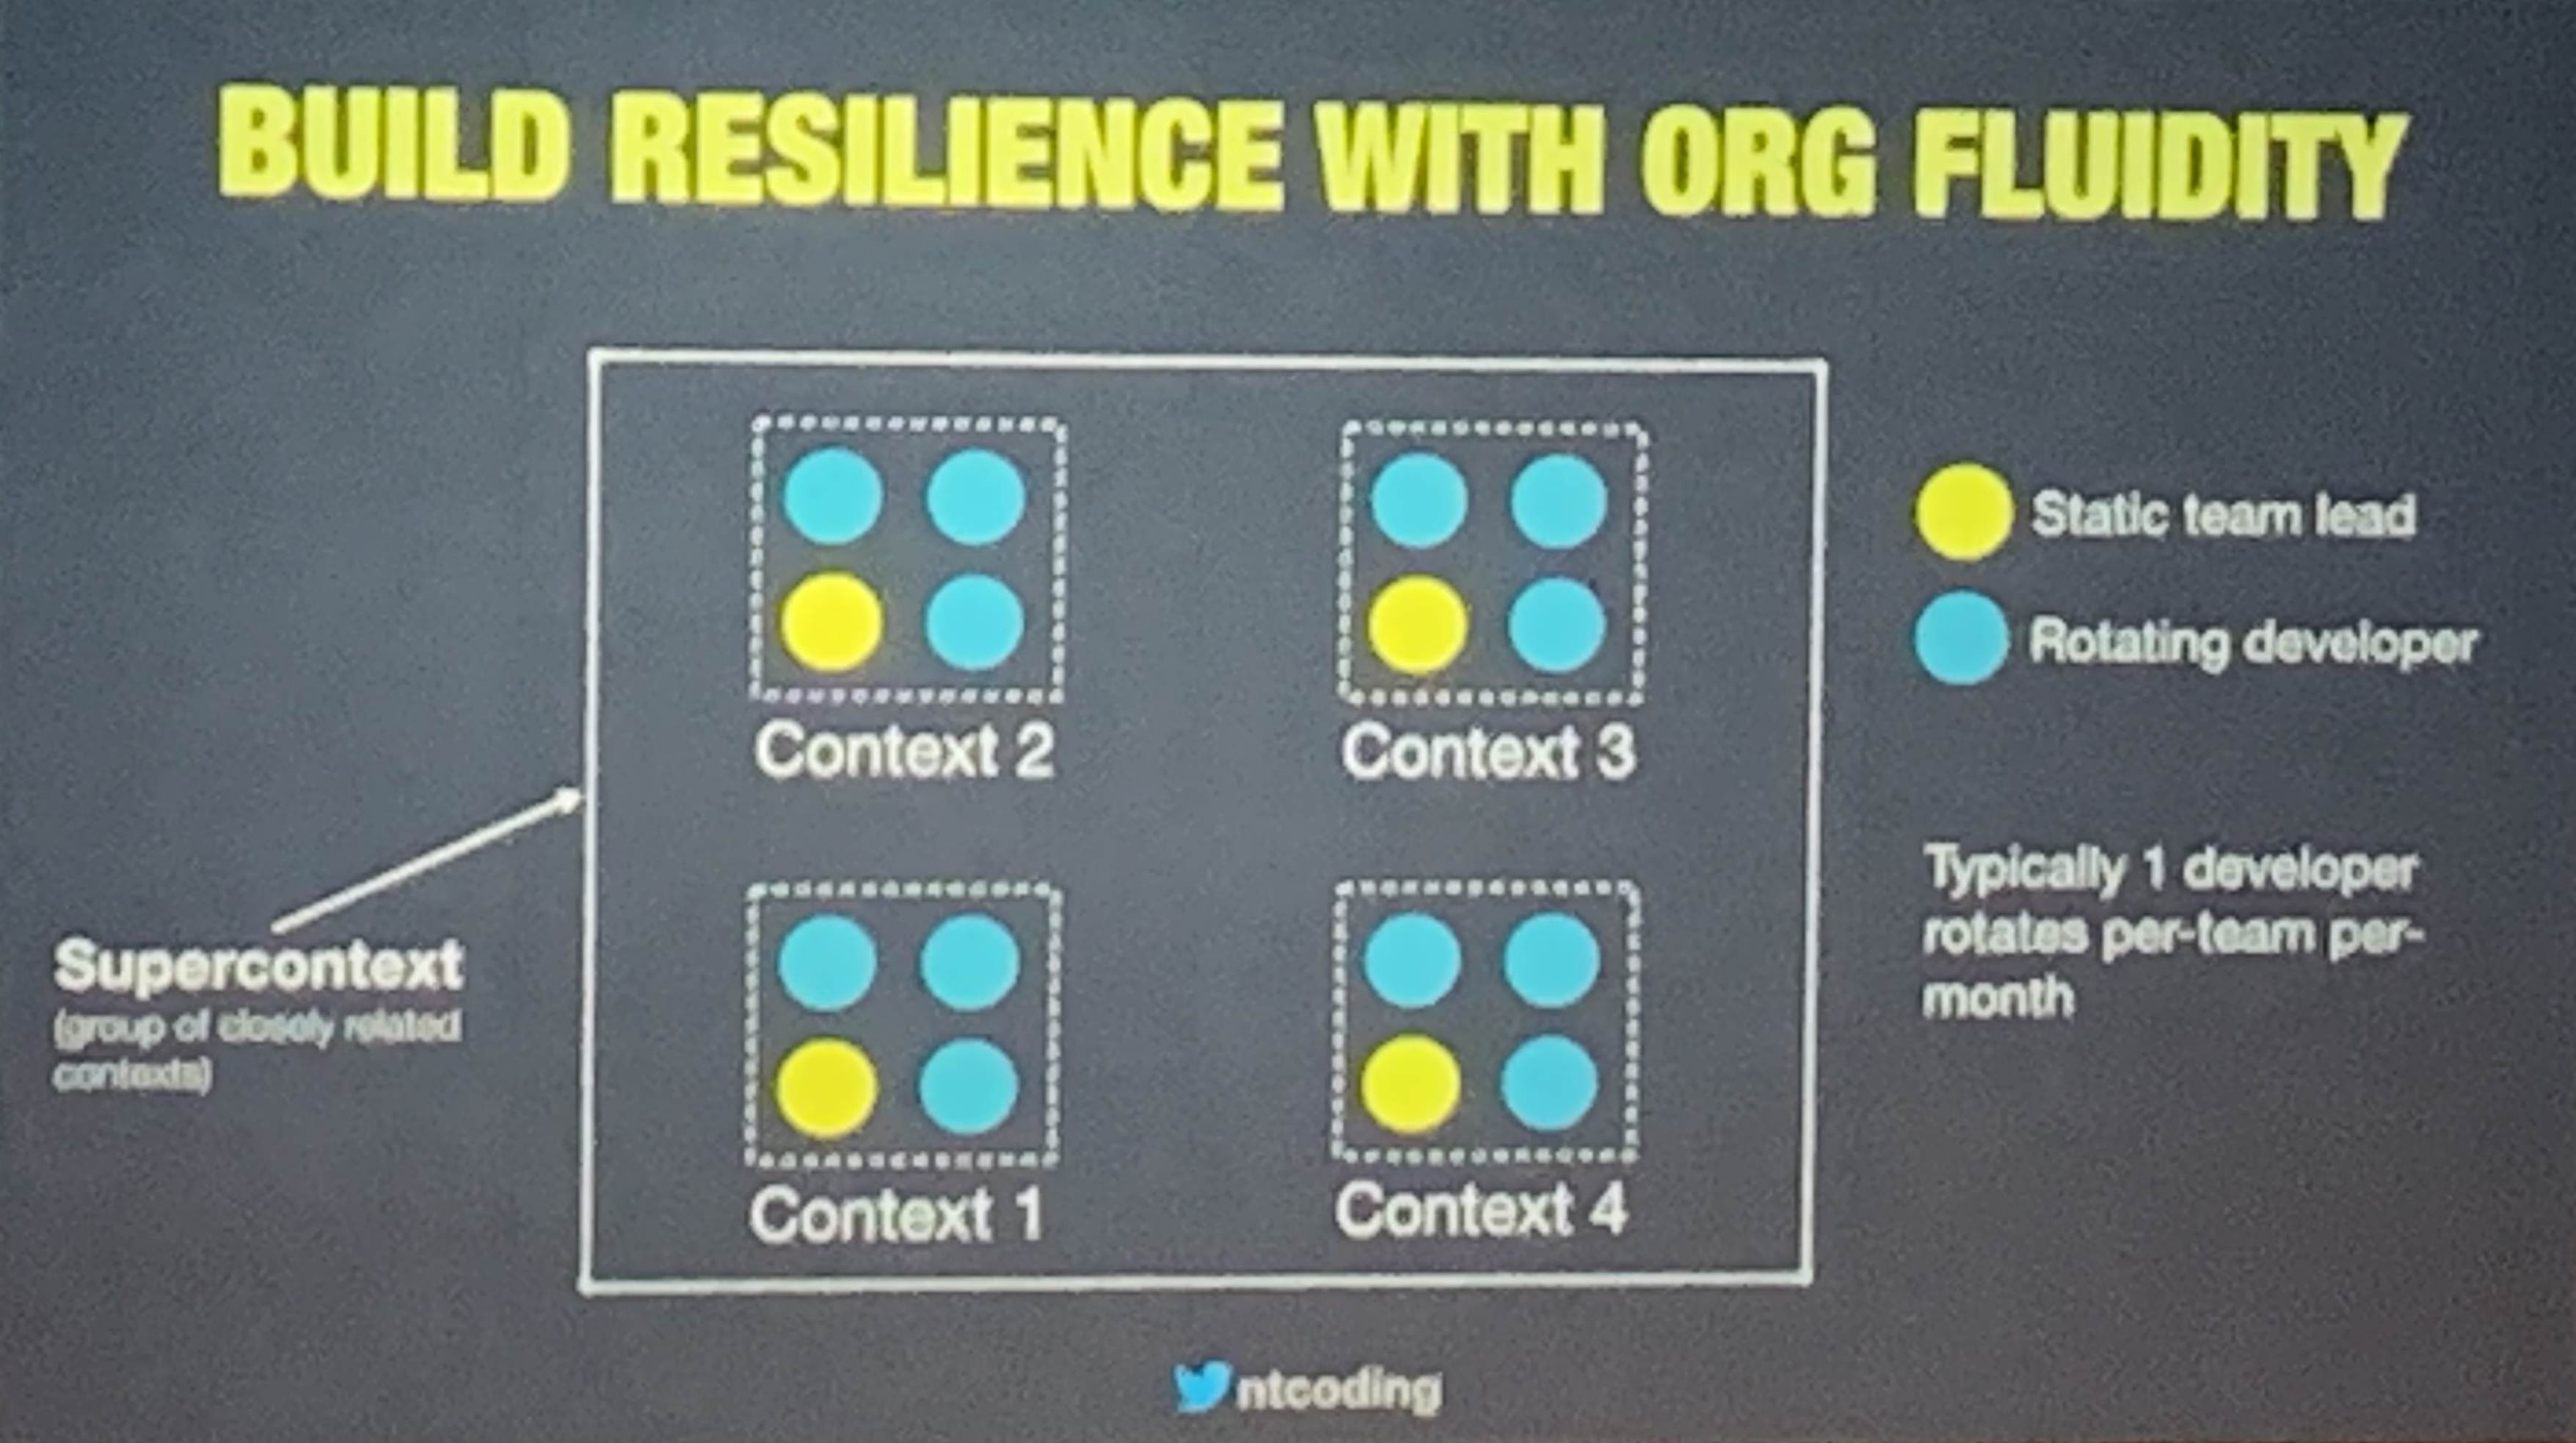 BUILD RESILIENCE WITH ORG FLUIDITY
Context 2
Context 3
Static team lead
Rotating developer
Typically 1 developer
rotates per-team per-
month
Supercontext
(group of closely related
contexts)
Context 1
Context 4
ntcoding